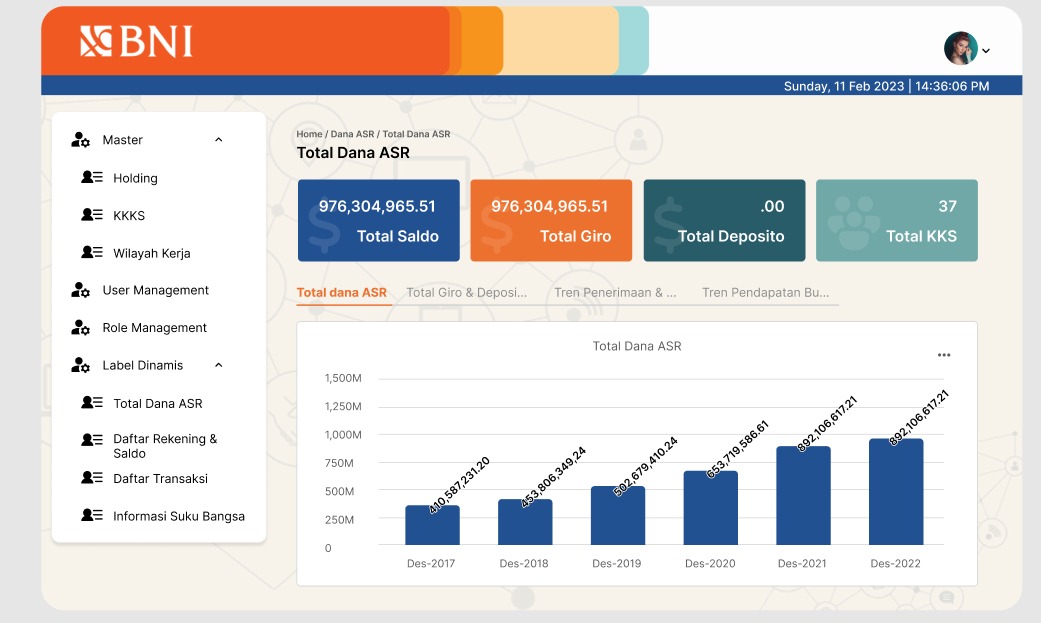 BNI
Sunday, 11 Feb 2023 | 14:36:06 PM
Master
Holding
KKKS
Wilayah Kerja
User Management
Role Management
Label Dinamis
Total Dana ASR
Daftar Rekening &
Saldo
Daftar Transaksi
Informasi Suku Bangsa
Home / Dana ASR / Total Dana ASR
Total Dana ASR
976,304,965.51
Total Saldo
976,304,965.51
Total Giro
.00
Total Deposito
37
Total KKS
Total dana ASR
Total Giro & Deposi...
Tren Penerimaan & ...
Tren Pendapatan Bu...
Total Dana ASR
1,500M
1,250M
1,000M
750M
500M
250M
0
410,587,231.20
453,806,349,24
502,679,410.24
653,719,586.61
892,106,617.21
892,106,617.21
Des-2017
Des-2018
Des-2019
Des-2020
Des-2021
Des-2022